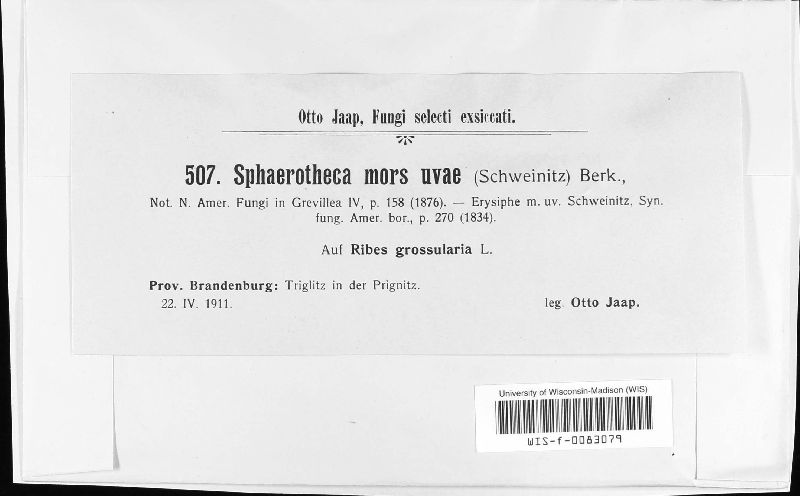 Otto Jaap, Fungi selecti exsiccati.
507. Sphaerotheca mors uvae (Schweinitz) Berk.,
Not. N. Amer. Fungi in Grevillea IV, p. 158 (1876). — Erysiphe m. uv. Schweinitz, Syn.
fung. Amer. bor., p. 270 (1834).
Auf Ribes grossularia L.
Prov. Brandenburg: Triglitz in der Prignitz.
22. IV. 1911. leg. Otto Jaap.
University of Wisconsin-Madison (WIS)
WIS-f-0083079